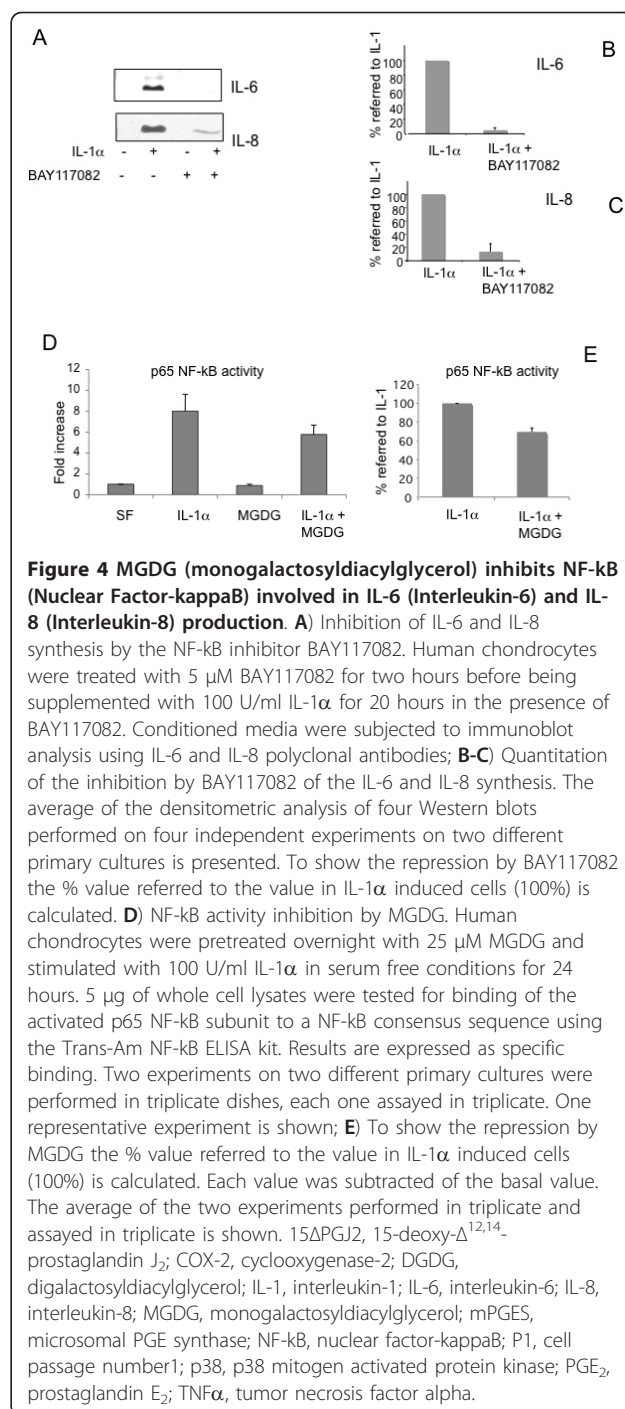 A
IL-6
IL-8
IL-1α - + - +
BAY117082 - - + +
B
IL-6
% referred to IL-1
100
80
60
40
20
0
IL-1α IL-1α +
BAY117082
IL-8
C
% referred to IL-1
100
80
60
40
20
0
IL-1α IL-1α +
BAY117082
D
p65 NF-kB activity
Fold increase
12
10
8
6
4
2
0
SF IL-1α MGDG IL-1α +
MGDG
E
p65 NF-kB activity
% referred to IL-1
120
100
80
60
40
20
0
IL-1α IL-1α +
MGDG
Figure 4 MGDG (monogalactosyldiacylglycerol) inhibits NF-kB
(Nuclear Factor-kappaB) involved in IL-6 (Interleukin-6) and IL-
8 (Interleukin-8) production. A) Inhibition of IL-6 and IL-8
synthesis by the NF-kB inhibitor BAY117082. Human chondrocytes
were treated with 5 μM BAY117082 for two hours before being
supplemented with 100 U/ml IL-1α for 20 hours in the presence of
BAY117082. Conditioned media were subjected to immunoblot
analysis using IL-6 and IL-8 polyclonal antibodies; B-C) Quantitation
of the inhibition by BAY117082 of the IL-6 and IL-8 synthesis. The
average of the densitometric analysis of four Western blots
performed on four independent experiments on two different
primary cultures is presented. To show the repression by BAY117082
the % value referred to the value in IL-1α induced cells (100%) is
calculated. D) NF-kB activity inhibition by MGDG. Human
chondrocytes were pretreated overnight with 25 μM MGDG and
stimulated with 100 U/ml IL-1α in serum free conditions for 24
hours. 5 μg of whole cell lysates were tested for binding of the
activated p65 NF-kB subunit to a NF-kB consensus sequence using
the Trans-Am NF-kB ELISA kit. Results are expressed as specific
binding. Two experiments on two different primary cultures were
performed in triplicate dishes, each one assayed in triplicate. One
representative experiment is shown; E) To show the repression by
MGDG the % value referred to the value in IL-1α induced cells
(100%) is calculated. Each value was subtracted of the basal value.
The average of the two experiments performed in triplicate and
assayed in triplicate is shown. 15ΔPGJ2, 15-deoxy-Δ12,14-
prostaglandin J2; COX-2, cyclooxygenase-2; DGDG,
digalactosyldiacylglycerol; IL-1, interleukin-1; IL-6, interleukin-6; IL-8,
interleukin-8; MGDG, monogalactosyldiacylglycerol; mPGES,
microsomal PGE synthase; NF-kB, nuclear factor-kappaB; P1, cell
passage number1; p38, p38 mitogen activated protein kinase; PGE2,
prostaglandin E2; TNFα, tumor necrosis factor alpha.